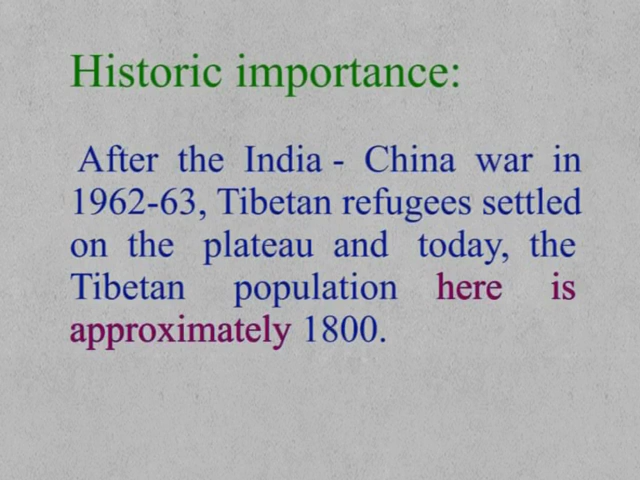 Historic importance:
After the India - China war in
1962-63, Tibetan refugees settled
on the plateau and today, the
Tibetan population here is
approximately 1800.